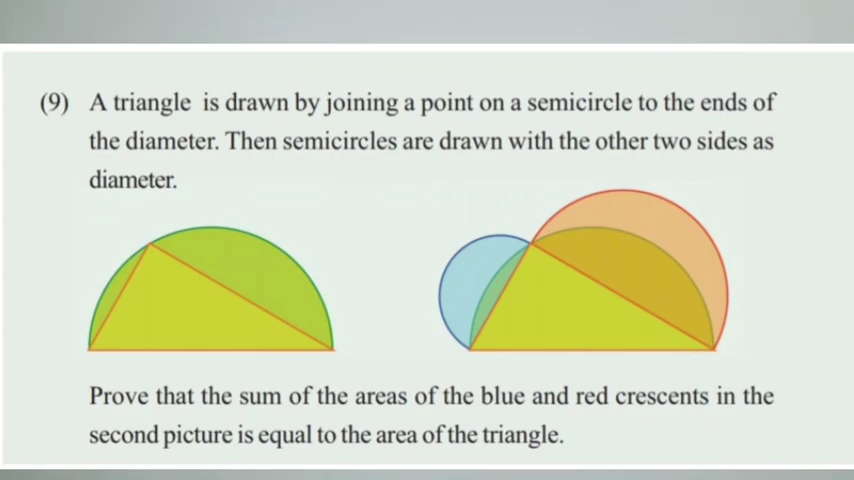 (9) A triangle is drawn by joining a point on a semicircle to the ends of
the diameter. Then semicircles are drawn with the other two sides as
diameter.
Prove that the sum of the areas of the blue and red crescents in the
second picture is equal to the area of the triangle.